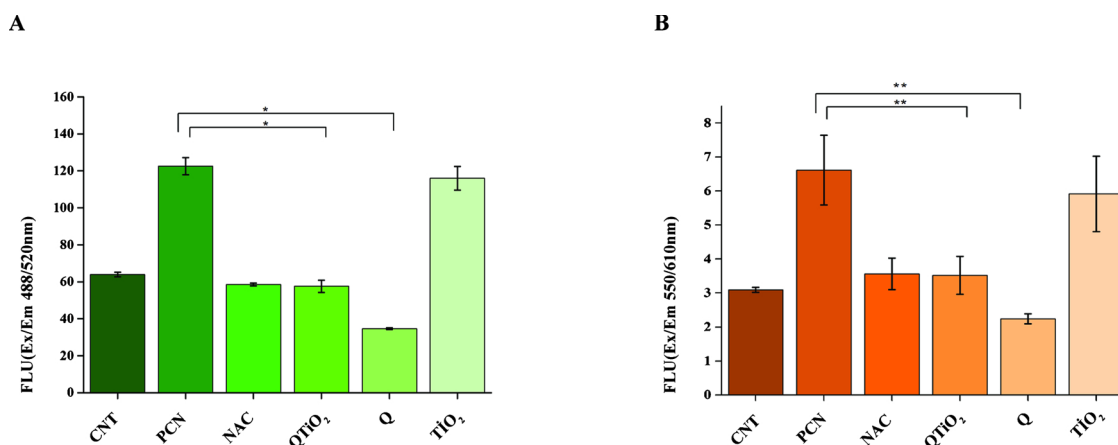 A
FLU(Ex/Em 488/520nm)
160
140
120
100
80
60
40
20
0
*
*
CNT
PCN
NAC
QTiO₂
Q
TiO₂
B
FLU(Ex/Em 550/610nm)
8
7
6
5
4
3
2
1
0
**
**
CNT
PCN
NAC
QTiO₂
Q
TiO₂